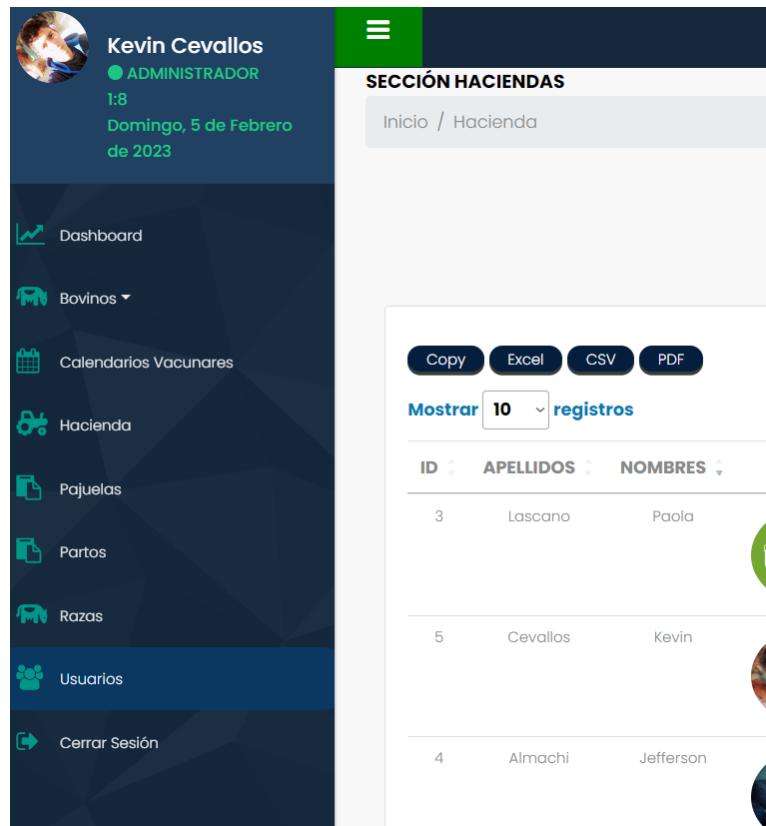 Kevin Cevallos
ADMINISTRADOR
1:8
Domingo, 5 de Febrero
de 2023
Dashboard
Bovinos
Calendarios Vacunares
Hacienda
Pajuelas
Partos
Razas
Usuarios
Cerrar Sesión
SECCIÓN HACIENDAS
Inicio / Hacienda
Copy Excel CSV PDF
Mostrar 10 registros
ID APELLIDOS NOMBRES
3 Lascano Paola
5 Cevallos Kevin
4 Almachi Jefferson